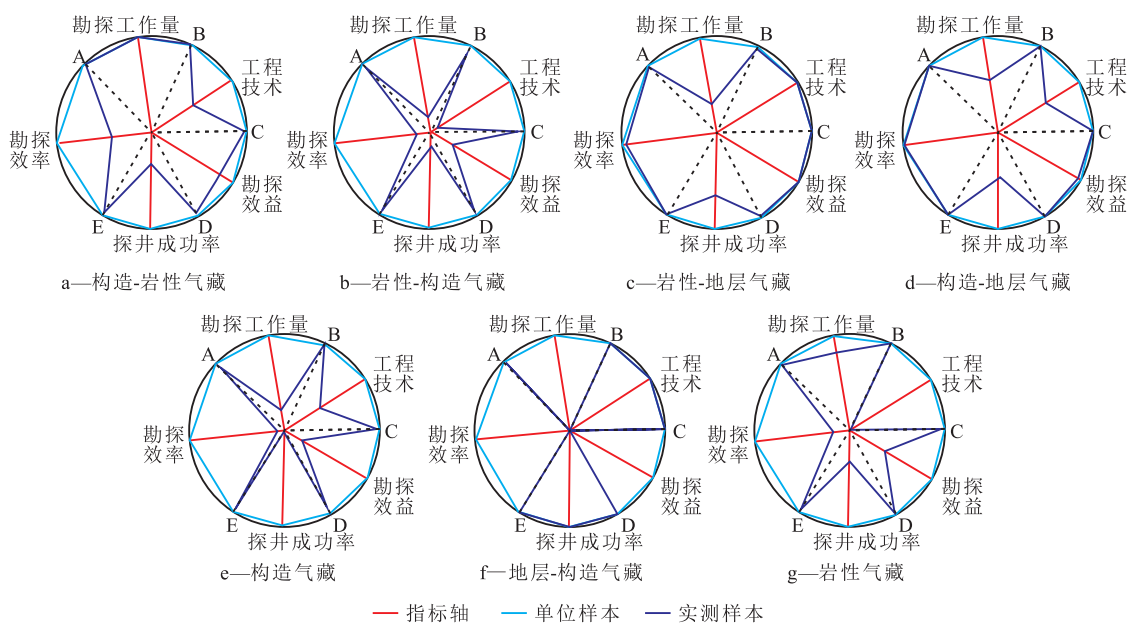 勘探工作量
A
B
工程
技术
C
勘探
效率
勘探
效益
E
D
探井成功率
a—构造-岩性气藏
勘探工作量
A
B
工程
技术
C
勘探
效率
勘探
效益
E
D
探井成功率
b—岩性-构造气藏
勘探工作量
A
B
工程
技术
C
勘探
效率
勘探
效益
E
D
探井成功率
c—岩性-地层气藏
勘探工作量
A
B
工程
技术
C
勘探
效率
勘探
效益
E
D
探井成功率
d—构造-地层气藏
勘探工作量
A
B
工程
技术
C
勘探
效率
勘探
效益
E
D
探井成功率
e—构造气藏
勘探工作量
A
B
工程
技术
C
勘探
效率
勘探
效益
E
D
探井成功率
f—地层-构造气藏
勘探工作量
A
B
工程
技术
C
勘探
效率
勘探
效益
E
D
探井成功率
g—岩性气藏
指标轴 单位样本 实测样本